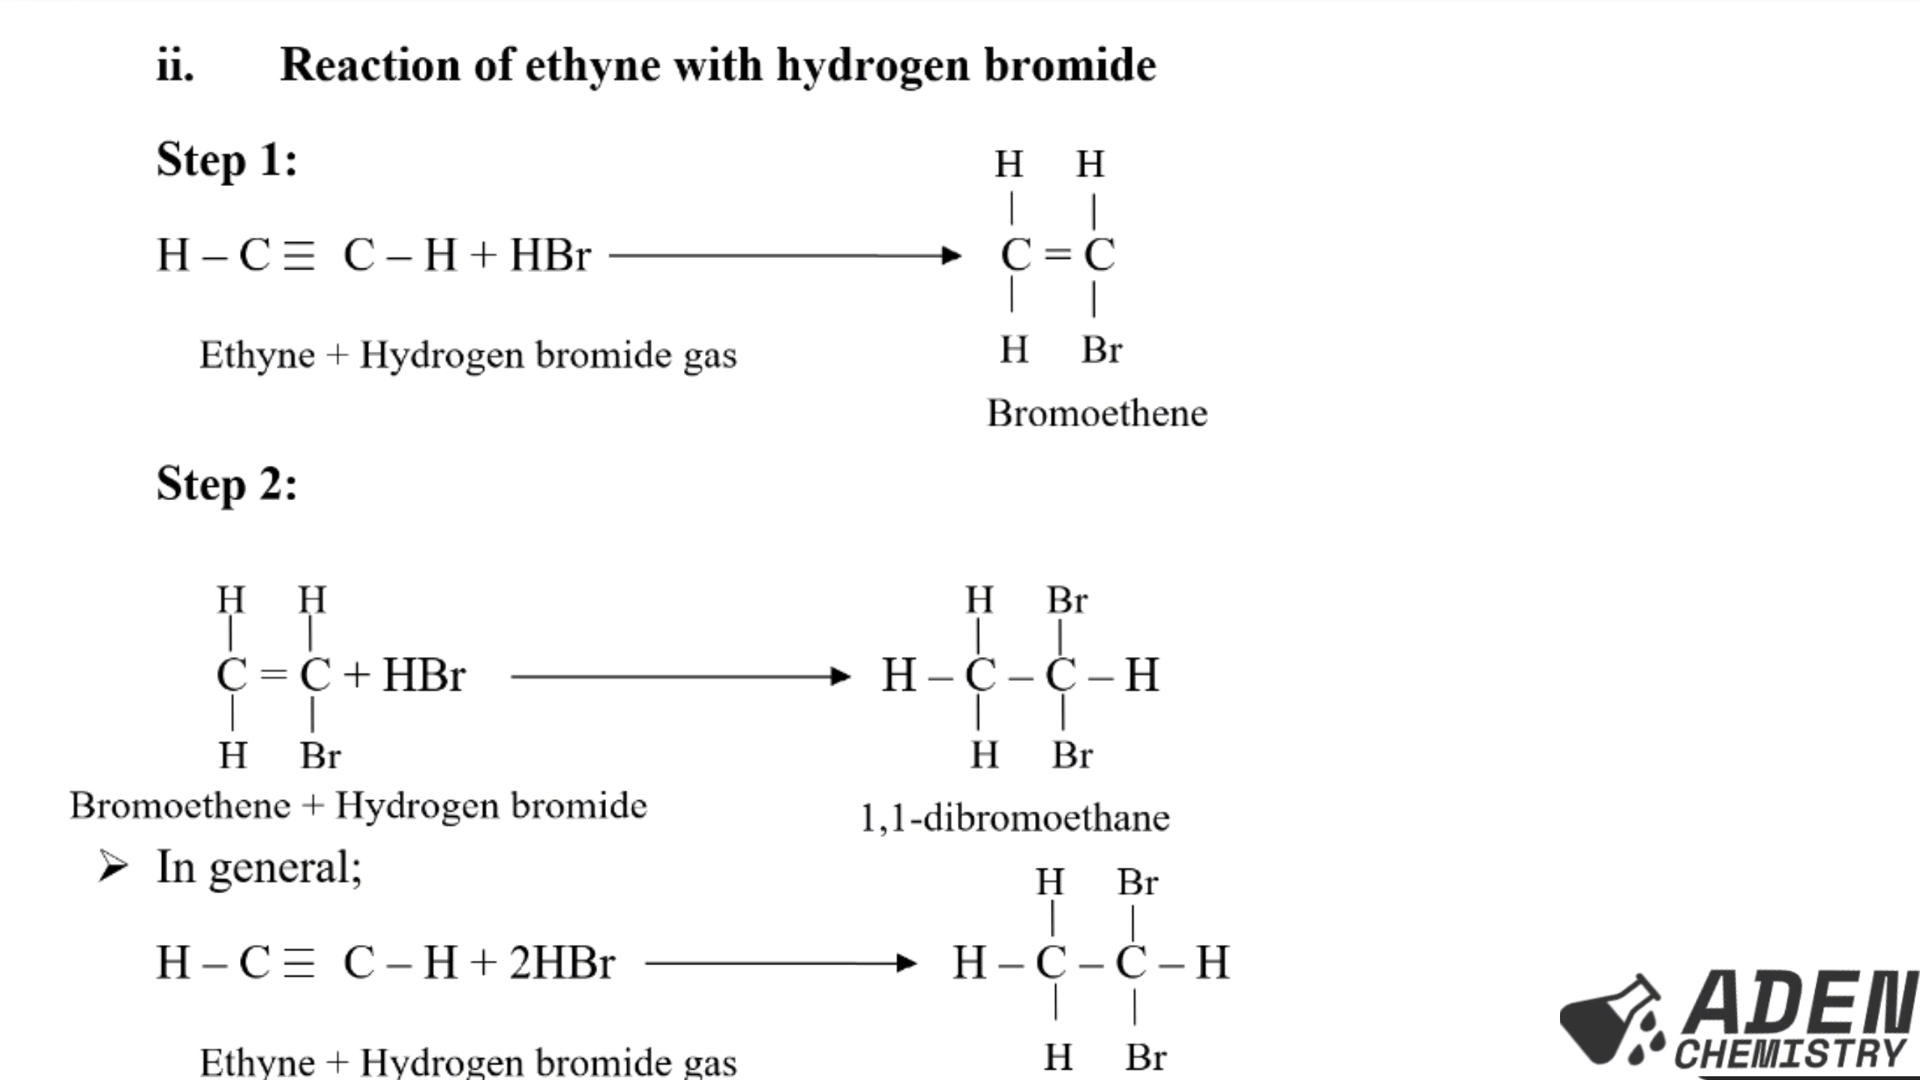 ii. Reaction of ethyne with hydrogen bromide
Step 1:
H H
| |
H – C ≡ C – H + HBr ⟶ C = C
| |
H Br
Ethyne + Hydrogen bromide gas
Bromoethene
Step 2:
H H H Br
| | | |
C = C + HBr ⟶ H – C – C – H
| | | |
H Br H Br
Bromoethene + Hydrogen bromide
1,1-dibromoethane
➢ In general;
H Br
| |
H – C ≡ C – H + 2HBr ⟶ H – C – C – H
| |
H Br
Ethyne + Hydrogen bromide gas
ADEN
CHEMISTRY